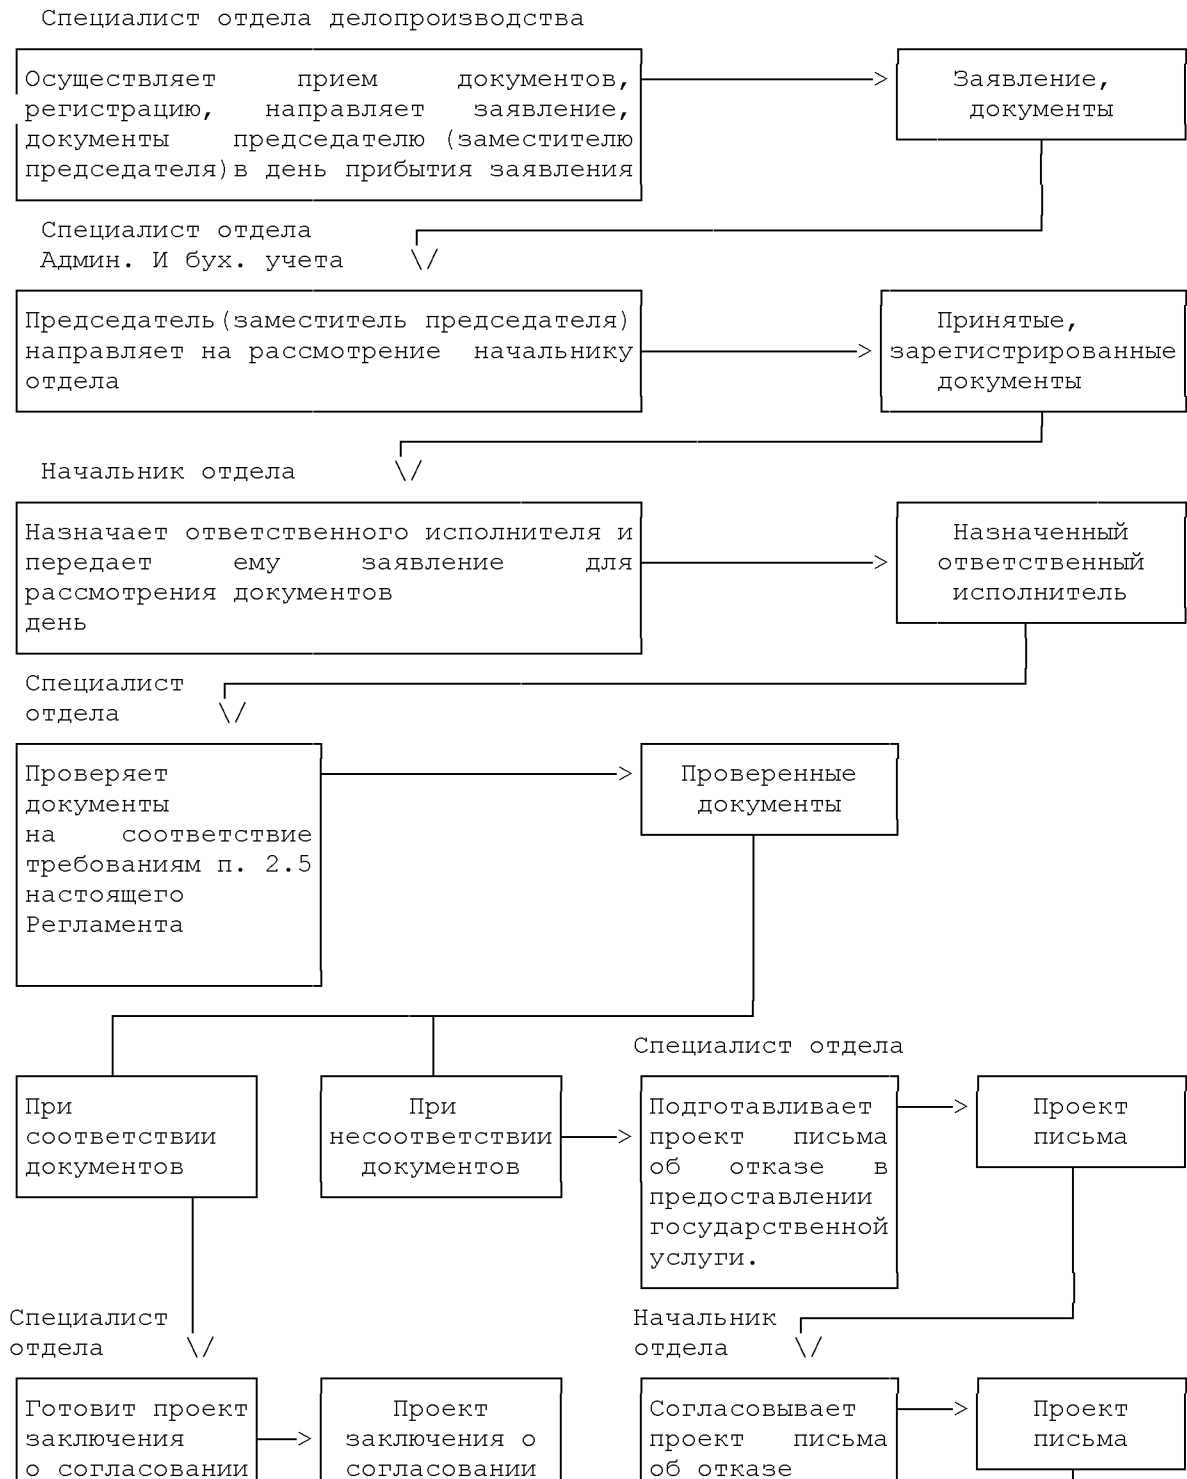 Специалист отдела делопроизводства
Осуществляет прием документов,
регистрацию, направляет заявление,
документы председателю (заместителю
председателя)в день прибытия заявления
Заявление,
документы
Специалист отдела
Админ. И бух. учета
Председатель(заместитель председателя)
направляет на рассмотрение начальнику
отдела
Принятые,
зарегистрированные
документы
Начальник отдела
Назначает ответственного исполнителя и
передает ему заявление для
рассмотрения документов
день
Назначенный
ответственный
исполнитель
Специалист
отдела
Проверяет
документы
на соответствие
требованиям п. 2.5
настоящего
Регламента
Проверенные
документы
При
соответствии
документов
При
несоответствии
документов
Специалист отдела
Подготавливает
проект письма
об отказе в
предоставлении
государственной
услуги.
Проект
письма
Специалист
отдела
Готовит проект
заключения
о согласовании
Проект
заключения о
согласовании
Начальник
отдела
Согласовывает
проект письма
об отказе
Проект
письма